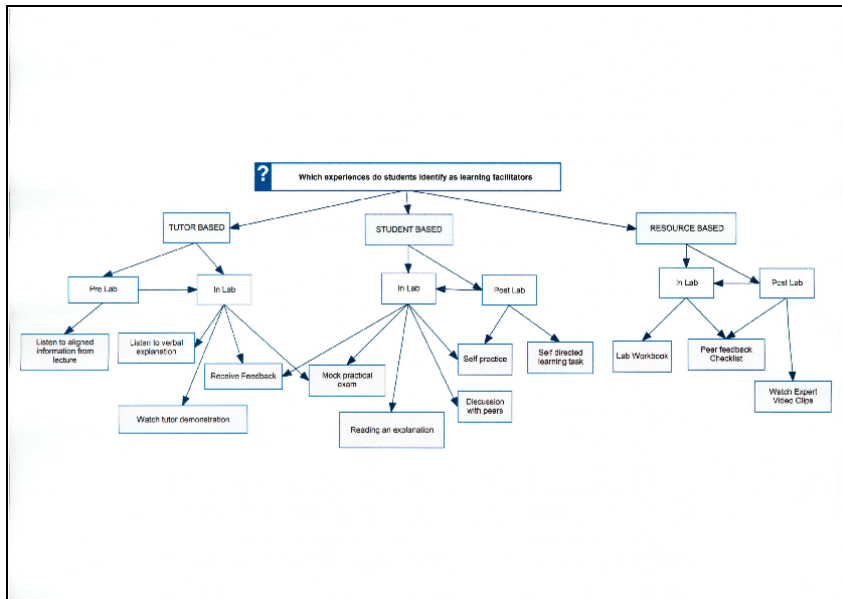 ?
Which experiences do students identify as learning facilitators
TUTOR BASED
STUDENT BASED
RESOURCE BASED
Pre Lab
In Lab
In Lab
Post Lab
In Lab
Post Lab
Listen to aligned
information from
lecture
Listen to verbal
explanation
Receive Feedback
Mock practical
exam
Self practice
Self directed
learning task
Lab Workbook
Peer feedback
Checklist
Watch tutor demonstration
Reading an explanation
Discussion
with peers
Watch Expert
Video Clips